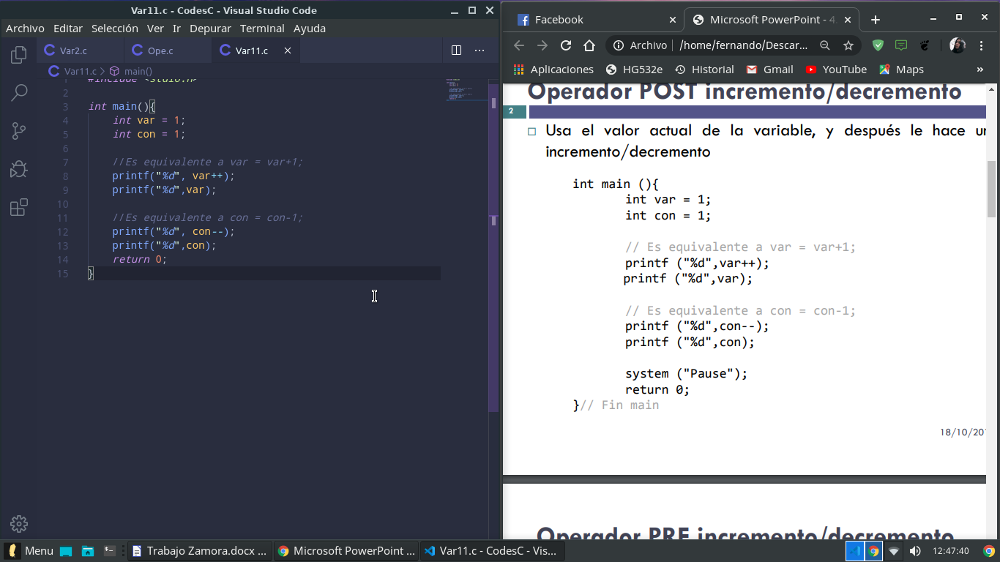 Var11.c - CodesC - Visual Studio Code
Archivo Editar Selección Ver Ir Depurar Terminal Ayuda
Var2.c Ope.c Var11.c
Var11.c > main()
1 #include <stdio.h>
2
3 int main(){
4 int var = 1;
5 int con = 1;
6
7 //Es equivalente a var = var+1;
8 printf("%d", var++);
9 printf("%d",var);
10
11 //Es equivalente a con = con-1;
12 printf("%d", con--);
13 printf("%d",con);
14 return 0;
15 }
Facebook Microsoft PowerPoint - 4.
Archivo /home/fernando/Descar...
Aplicaciones HG532e Historial Gmail YouTube Maps »
Operador POST incremento/decremento
2
Usa el valor actual de la variable, y después le hace un
incremento/decremento
int main (){
int var = 1;
int con = 1;
// Es equivalente a var = var+1;
printf ("%d",var++);
printf ("%d",var);
// Es equivalente a con = con-1;
printf ("%d",con--);
printf ("%d",con);
system ("Pause");
return 0;
}// Fin main
18/10/201
Operador PRE incremento/decremento
Menu Trabajo Zamora.docx ... Microsoft PowerPoint ... Var11.c - CodesC - Vis... 12:47:40